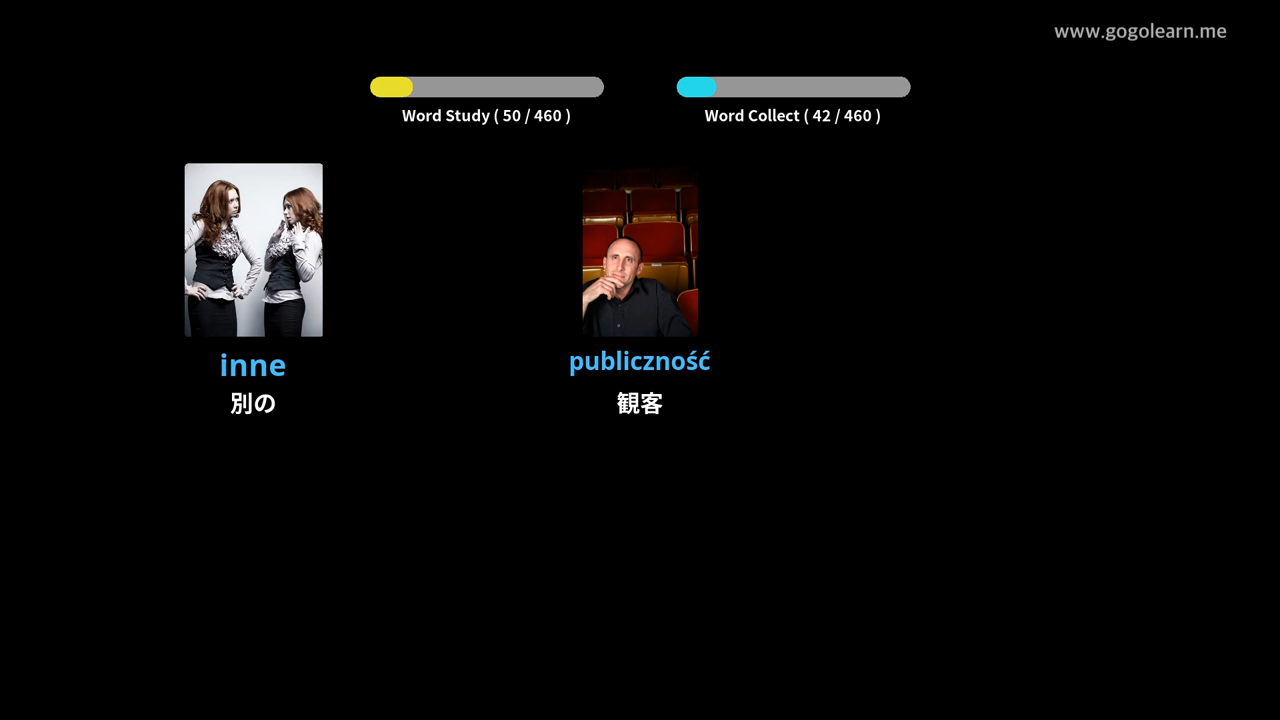 www.gogolearn.me
Word Study ( 50 / 460 )
Word Collect ( 42 / 460 )
inne
別の
publiczność
観客